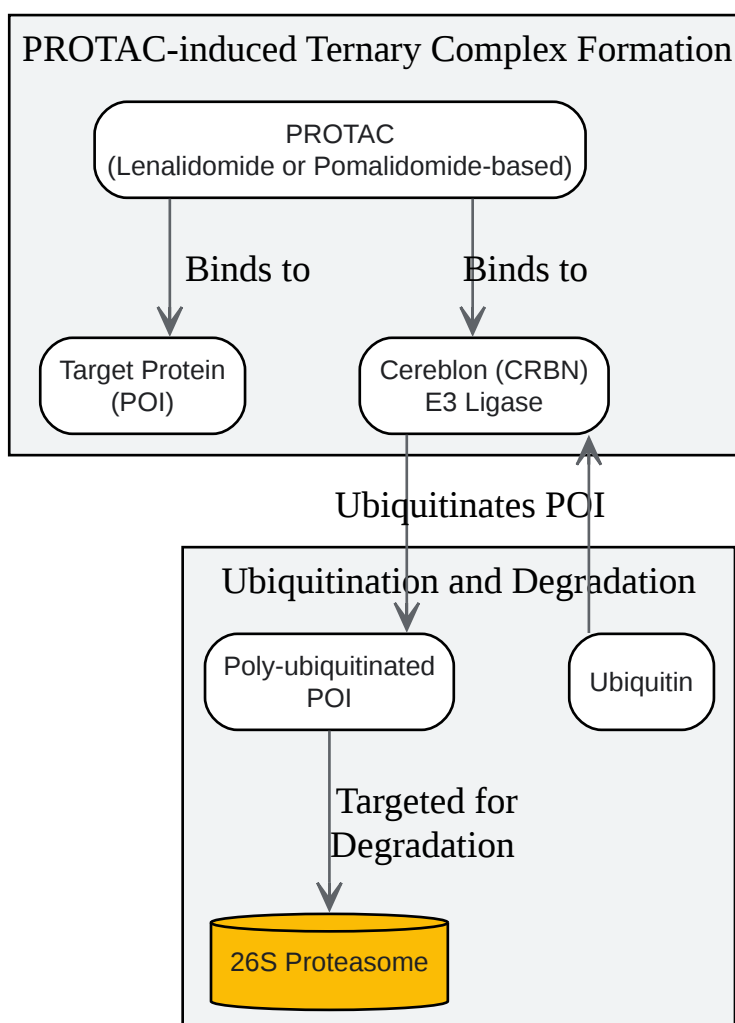 PROTAC-induced Ternary Complex Formation
PROTAC
(Lenalidomide or Pomalidomide-based)
Binds to
Binds to
Target Protein
(POI)
Cereblon (CRBN)
E3 Ligase
Ubiquitinates POI
Ubiquitination and Degradation
Poly-ubiquitinated
POI
Ubiquitin
Targeted for
Degradation
26S Proteasome